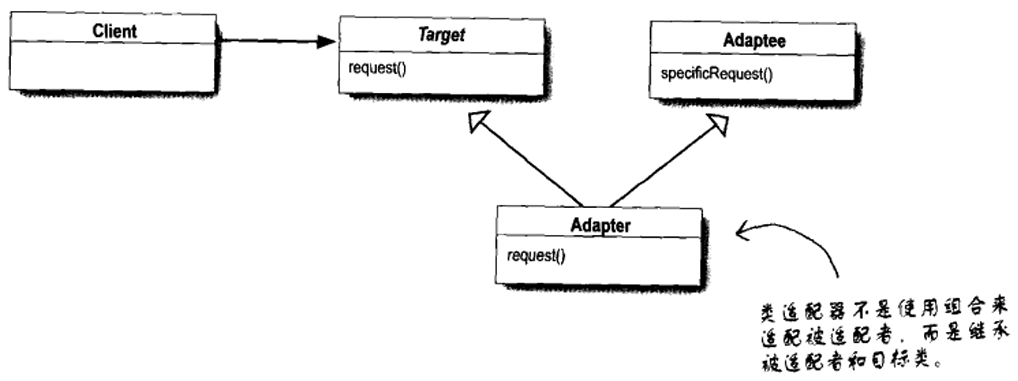 Client
Target
request()
Adaptee
specificRequest()
Adapter
request()
类适配器不是使用组合来
适配被适配者，而是继承
被适配者和目标类。